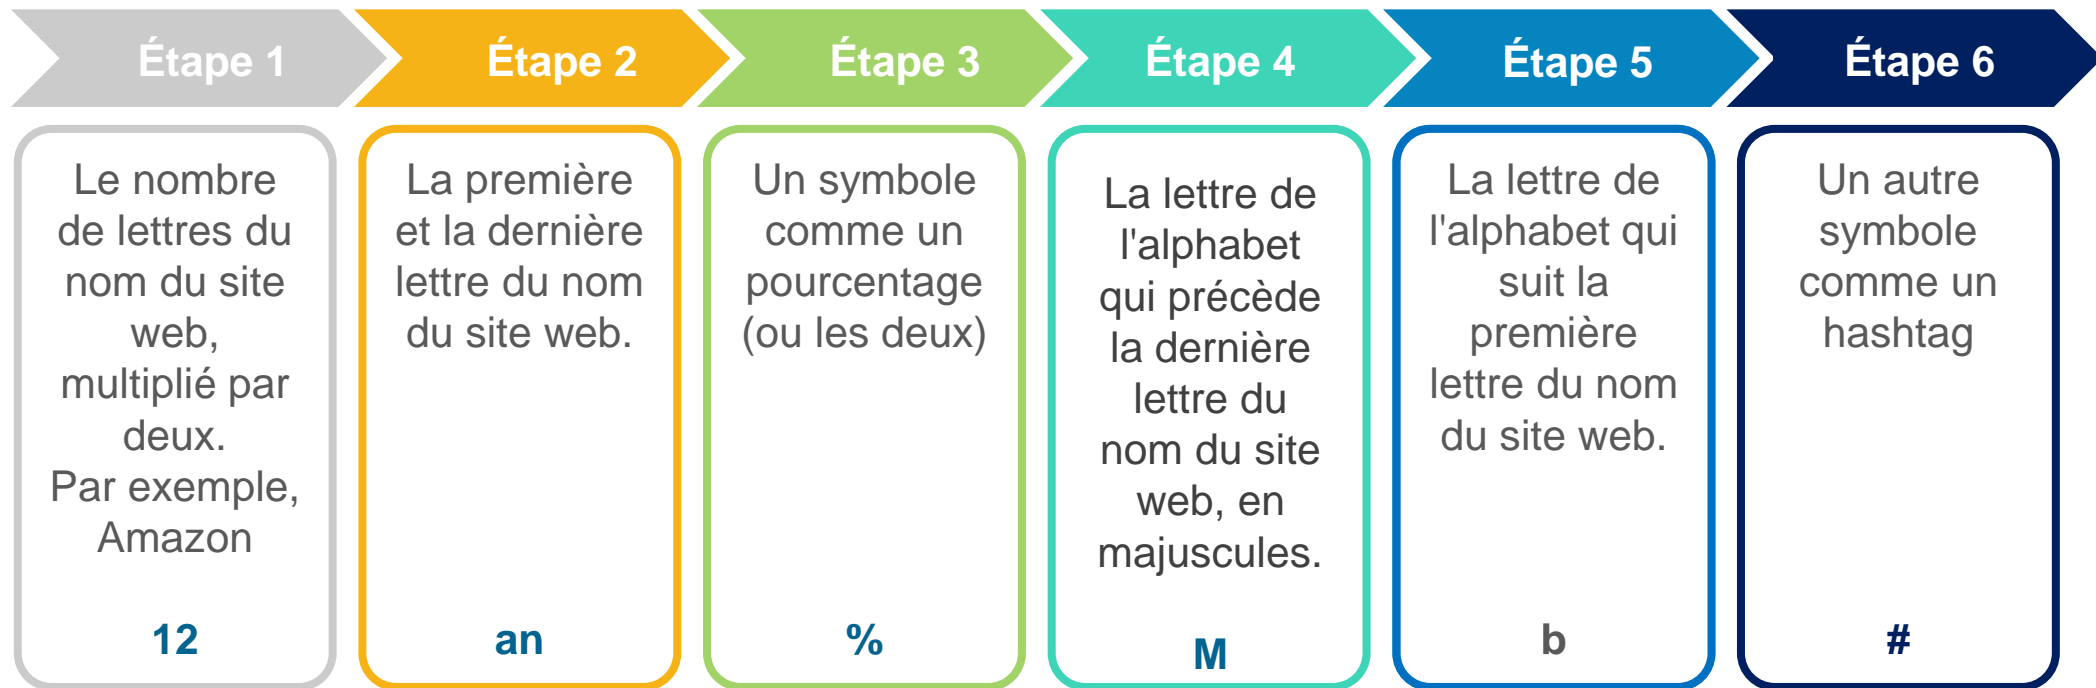 Étape 1
Étape 2
Étape 3
Étape 4
Étape 5
Étape 6
Le nombre
de lettres du
nom du site
web,
multiplié par
deux.
Par exemple,
Amazon
12
La première
et la dernière
lettre du nom
du site web.
an
Un symbole
comme un
pourcentage
(ou les deux)
%
La lettre de
l'alphabet
qui précède
la dernière
lettre du
nom du site
web, en
majuscules.
M
La lettre de
l'alphabet qui
suit la
première
lettre du nom
du site web.
b
Un autre
symbole
comme un
hashtag
#